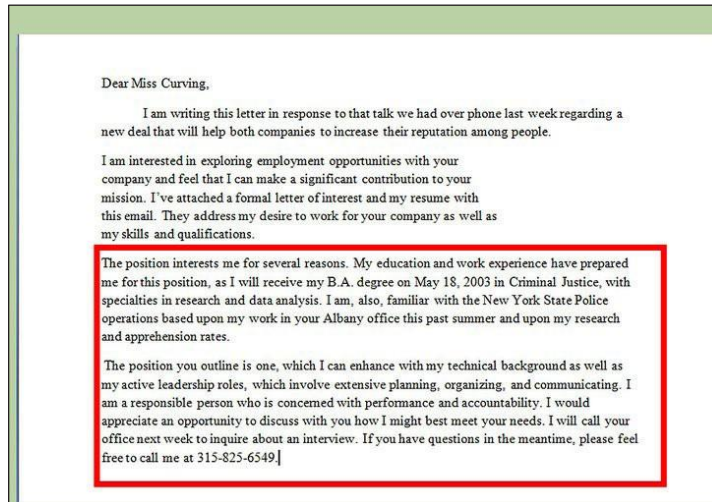 Dear Miss Curving,
I am writing this letter in response to that talk we had over phone last week regarding a
new deal that will help both companies to increase their reputation among people.
I am interested in exploring employment opportunities with your
company and feel that I can make a significant contribution to your
mission. I've attached a formal letter of interest and my resume with
this email. They address my desire to work for your company as well as
my skills and qualifications.
The position interests me for several reasons. My education and work experience have prepared
me for this position, as I will receive my B.A. degree on May 18, 2003 in Criminal Justice, with
specialties in research and data analysis. I am, also, familiar with the New York State Police
operations based upon my work in your Albany office this past summer and upon my research
and apprehension rates.
The position you outline is one, which I can enhance with my technical background as well as
my active leadership roles, which involve extensive planning, organizing, and communicating. I
am a responsible person who is concerned with performance and accountability. I would
appreciate an opportunity to discuss with you how I might best meet your needs. I will call your
office next week to inquire about an interview. If you have questions in the meantime, please feel
free to call me at 315-825-6549.